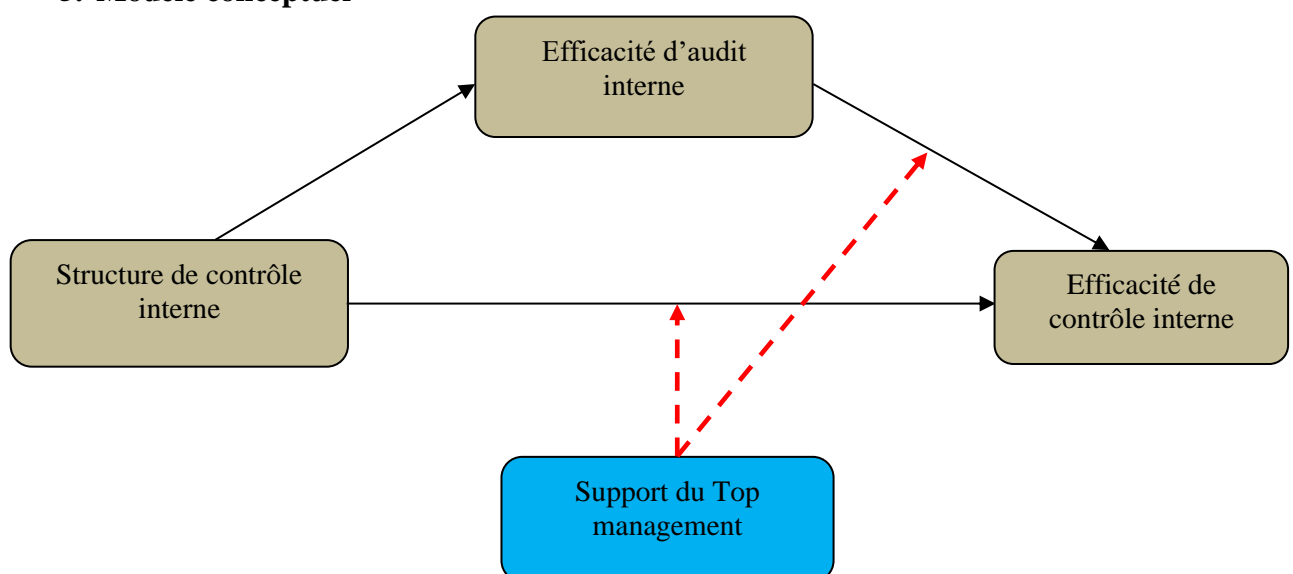 Efficacité d’audit
interne
Structure de contrôle
interne
Efficacité de
contrôle interne
Support du Top
management